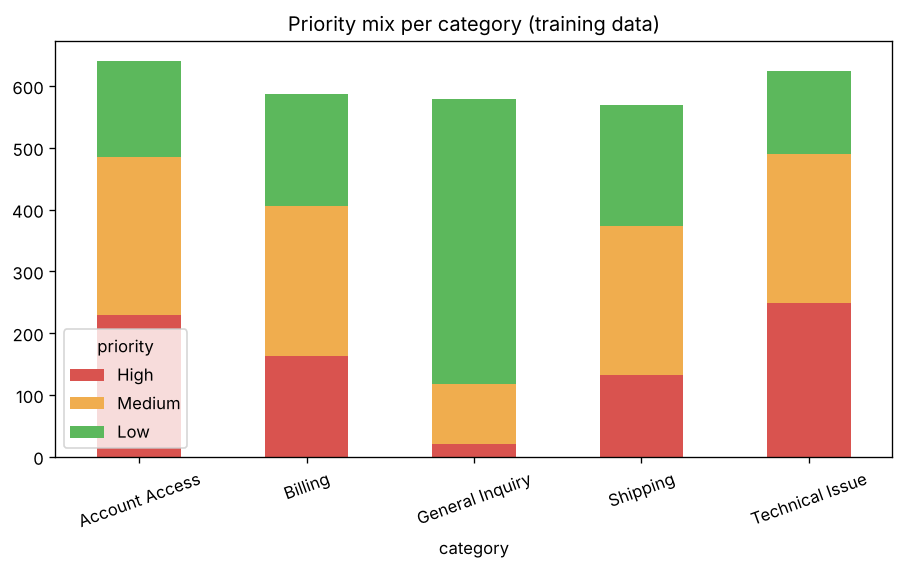 Priority mix per category (training data)
600
500
400
300
200
100
0
priority
High
Medium
Low
Account Access
Billing
General Inquiry
Shipping
Technical Issue
category